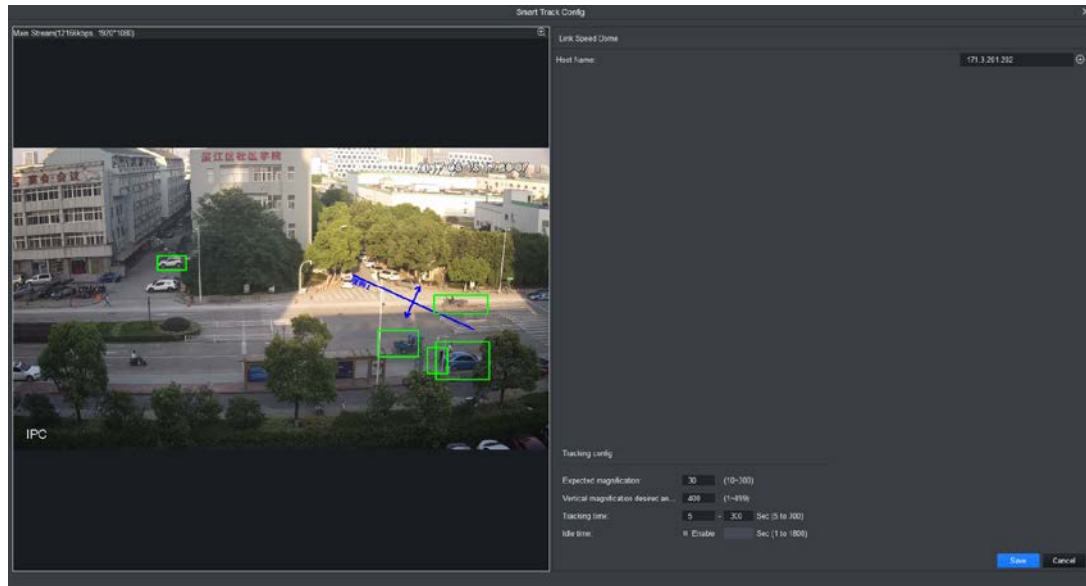 Smart Track Config
Main Stream(12166kbps, 1920*1080)
Link Speed Dome
Host Name:
171.3.201.202
IPC
Tracking config
Expected magnification: 30 (10~300)
Vertical magnification desired an... 400 (1~899)
Tracking time: 5 - 300 Sec (5 to 300)
Idle time: Enable Sec (1 to 1800)
Save Cancel